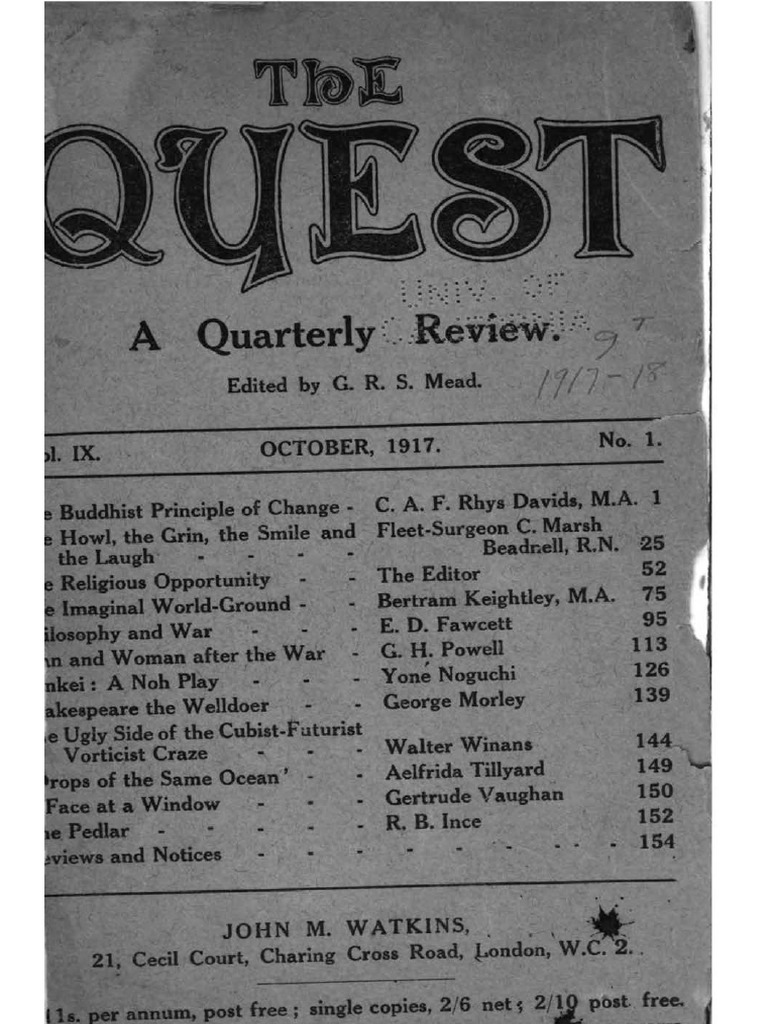 THE
QUEST
UNIV. OF
A Quarterly Review.
Edited by G. R. S. Mead.
1917-18
ol. IX. OCTOBER, 1917. No. 1.
e Buddhist Principle of Change - C. A. F. Rhys Davids, M.A. 1
e Howl, the Grin, the Smile and Fleet-Surgeon C. Marsh
the Laugh - - - - Beadnell, R.N. 25
e Religious Opportunity - - The Editor 52
e Imaginal World-Ground - - Bertram Keightley, M.A. 75
ilosophy and War - - - E. D. Fawcett 95
an and Woman after the War - G. H. Powell 113
nkei : A Noh Play - - - Yoné Noguchi 126
akespeare the Welldoer - - George Morley 139
e Ugly Side of the Cubist-Futurist
Vorticist Craze - - - Walter Winans 144
rops of the Same Ocean' - - Aelfrida Tillyard 149
Face at a Window - - - Gertrude Vaughan 150
e Pedlar - - - - - R. B. Ince 152
eviews and Notices - - - - - - - - - 154
JOHN M. WATKINS,
21, Cecil Court, Charing Cross Road, London, W.C. 2.
11s. per annum, post free ; single copies, 2/6 net ; 2/10 post free.